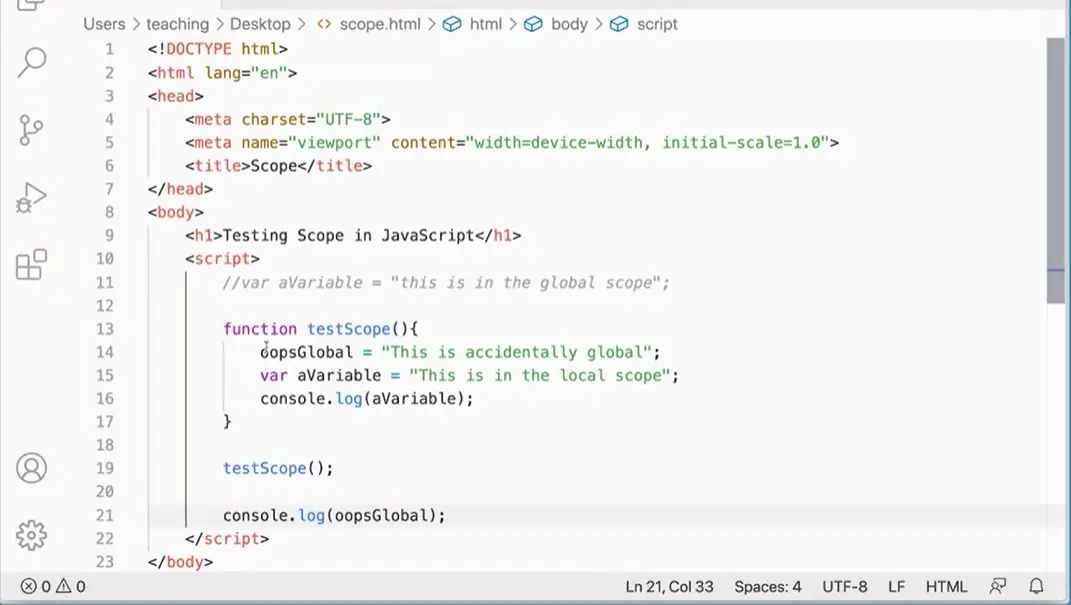 Users > teaching > Desktop > <> scope.html > html > body > script
1 <!DOCTYPE html>
2 <html lang="en">
3 <head>
4 <meta charset="UTF-8">
5 <meta name="viewport" content="width=device-width, initial-scale=1.0">
6 <title>Scope</title>
7 </head>
8 <body>
9 <h1>Testing Scope in JavaScript</h1>
10 <script>
11 //var aVariable = "this is in the global scope";
12
13 function testScope(){
14 oopsGlobal = "This is accidentally global";
15 var aVariable = "This is in the local scope";
16 console.log(aVariable);
17 }
18
19 testScope();
20
21 console.log(oopsGlobal);
22 </script>
23 </body>
0 0 Ln 21, Col 33 Spaces: 4 UTF-8 LF HTML